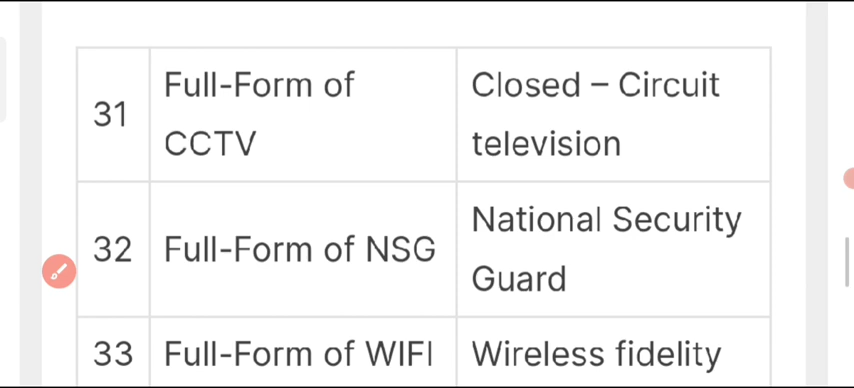 31 Full-Form of CCTV Closed – Circuit television
32 Full-Form of NSG National Security Guard
33 Full-Form of WIFI Wireless fidelity